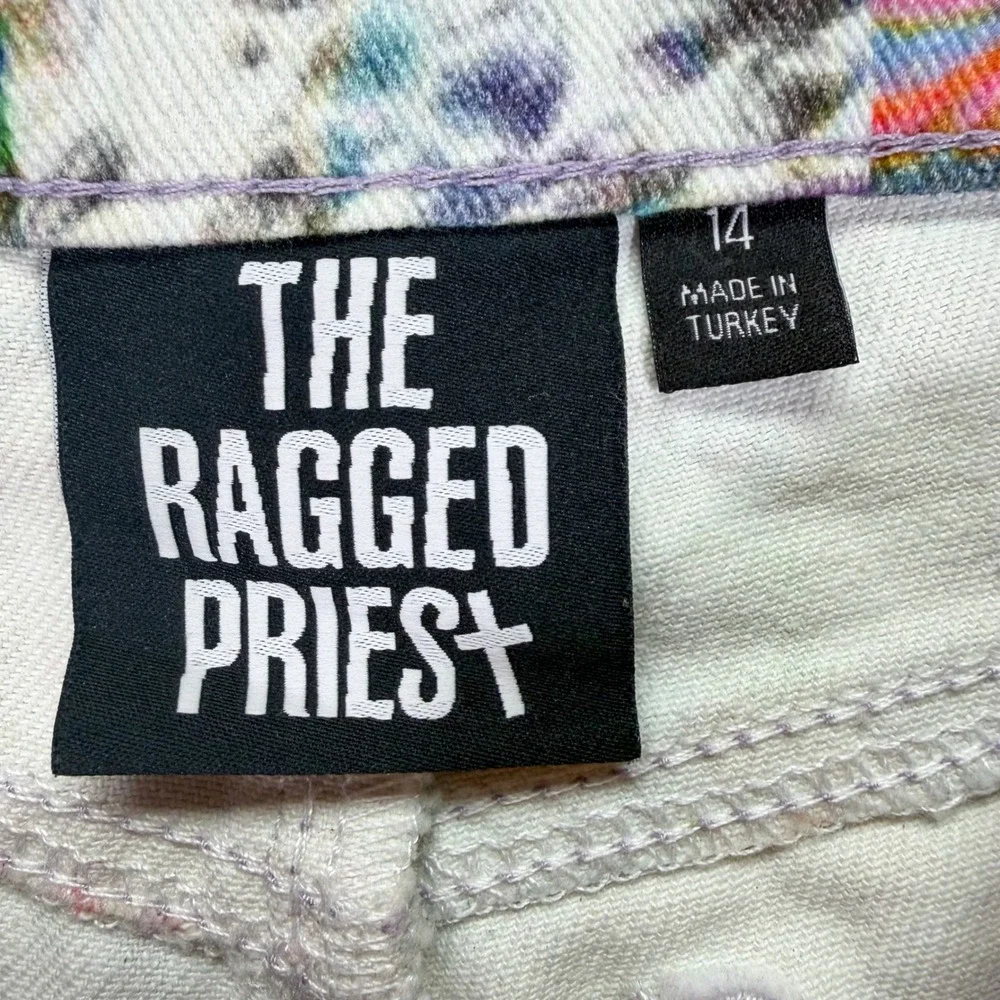 THE
RAGGED
PRIEST
14
MADE IN
TURKEY